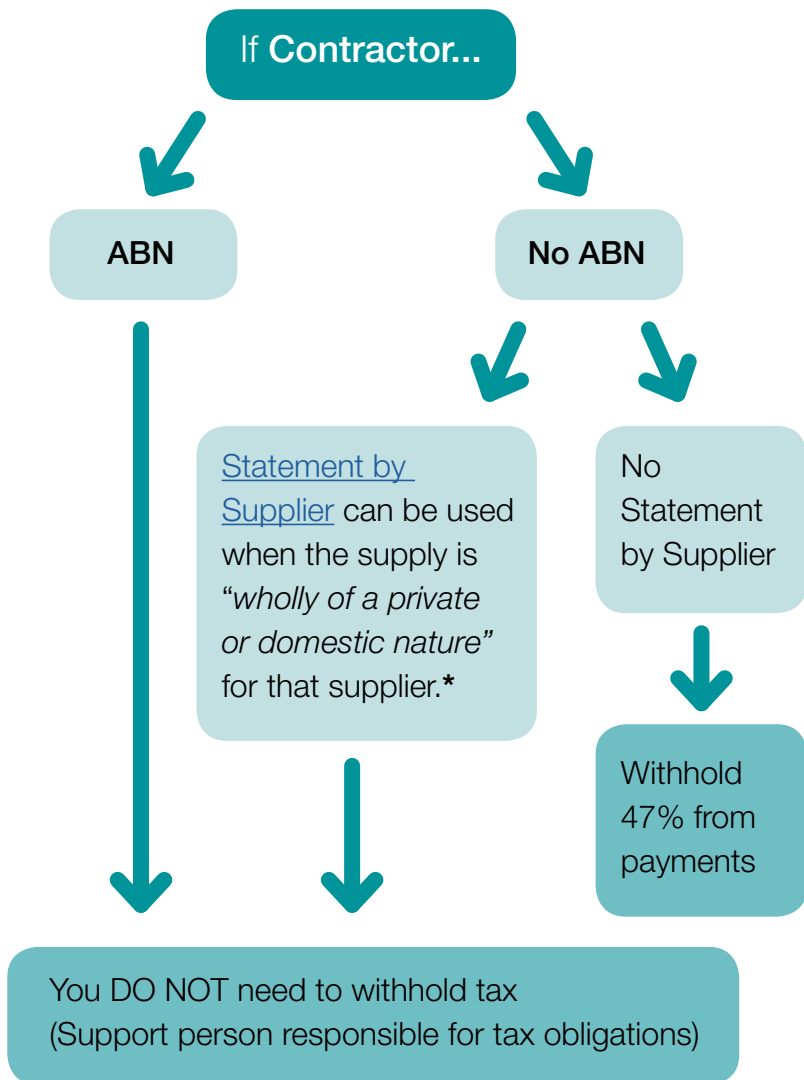 If Contractor...
ABN
No ABN
Statement by
Supplier can be used
when the supply is
“wholly of a private
or domestic nature”
for that supplier.*
No
Statement
by Supplier
Withhold
47% from
payments
You DO NOT need to withhold tax
(Support person responsible for tax obligations)